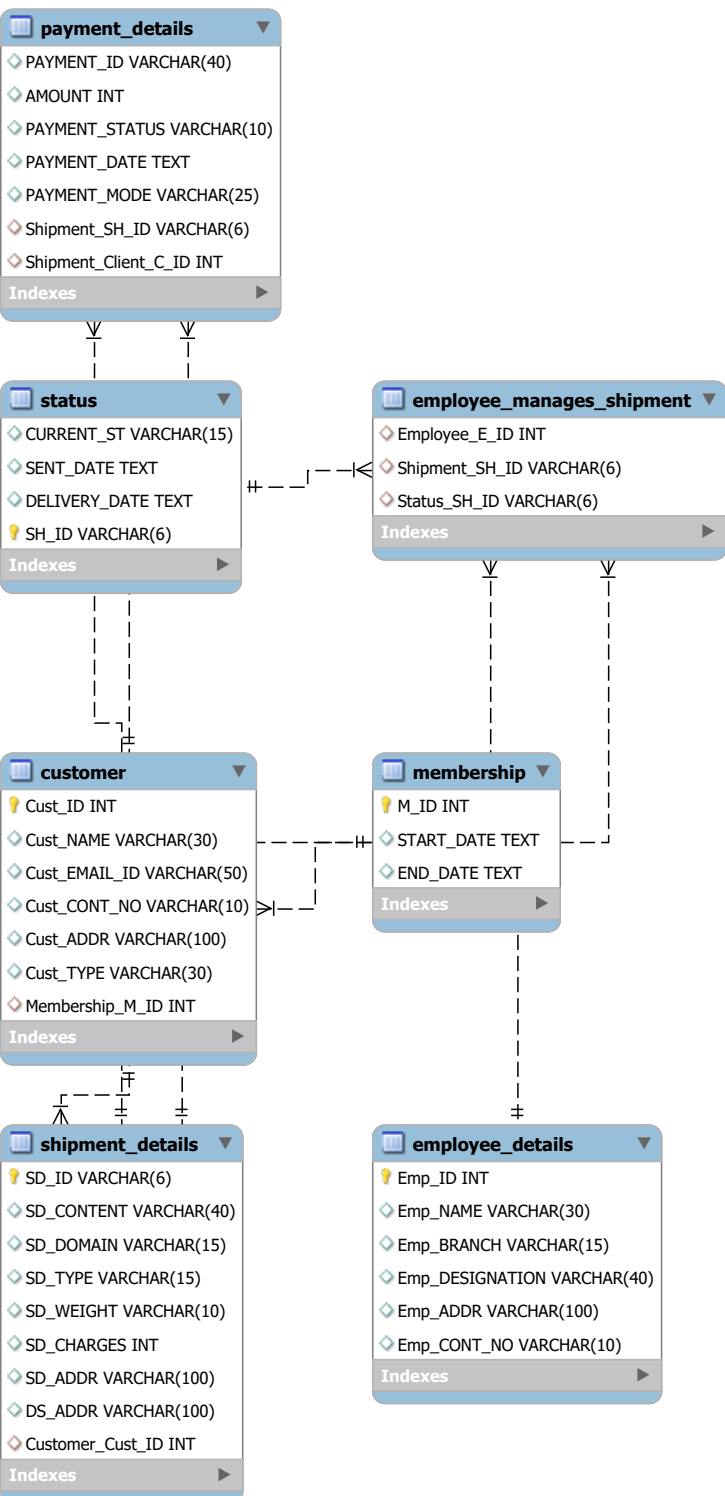 payment_details
PAYMENT_ID VARCHAR(40)
AMOUNT INT
PAYMENT_STATUS VARCHAR(10)
PAYMENT_DATE TEXT
PAYMENT_MODE VARCHAR(25)
Shipment_SH_ID VARCHAR(6)
Shipment_Client_C_ID INT
Indexes
status
CURRENT_ST VARCHAR(15)
SENT_DATE TEXT
DELIVERY_DATE TEXT
SH_ID VARCHAR(6)
Indexes
employee_manages_shipment
Employee_E_ID INT
Shipment_SH_ID VARCHAR(6)
Status_SH_ID VARCHAR(6)
Indexes
customer
Cust_ID INT
Cust_NAME VARCHAR(30)
Cust_EMAIL_ID VARCHAR(50)
Cust_CONT_NO VARCHAR(10)
Cust_ADDR VARCHAR(100)
Cust_TYPE VARCHAR(30)
Membership_M_ID INT
Indexes
membership
M_ID INT
START_DATE TEXT
END_DATE TEXT
Indexes
shipment_details
SD_ID VARCHAR(6)
SD_CONTENT VARCHAR(40)
SD_DOMAIN VARCHAR(15)
SD_TYPE VARCHAR(15)
SD_WEIGHT VARCHAR(10)
SD_CHARGES INT
SD_ADDR VARCHAR(100)
DS_ADDR VARCHAR(100)
Customer_Cust_ID INT
Indexes
employee_details
Emp_ID INT
Emp_NAME VARCHAR(30)
Emp_BRANCH VARCHAR(15)
Emp_DESIGNATION VARCHAR(40)
Emp_ADDR VARCHAR(100)
Emp_CONT_NO VARCHAR(10)
Indexes